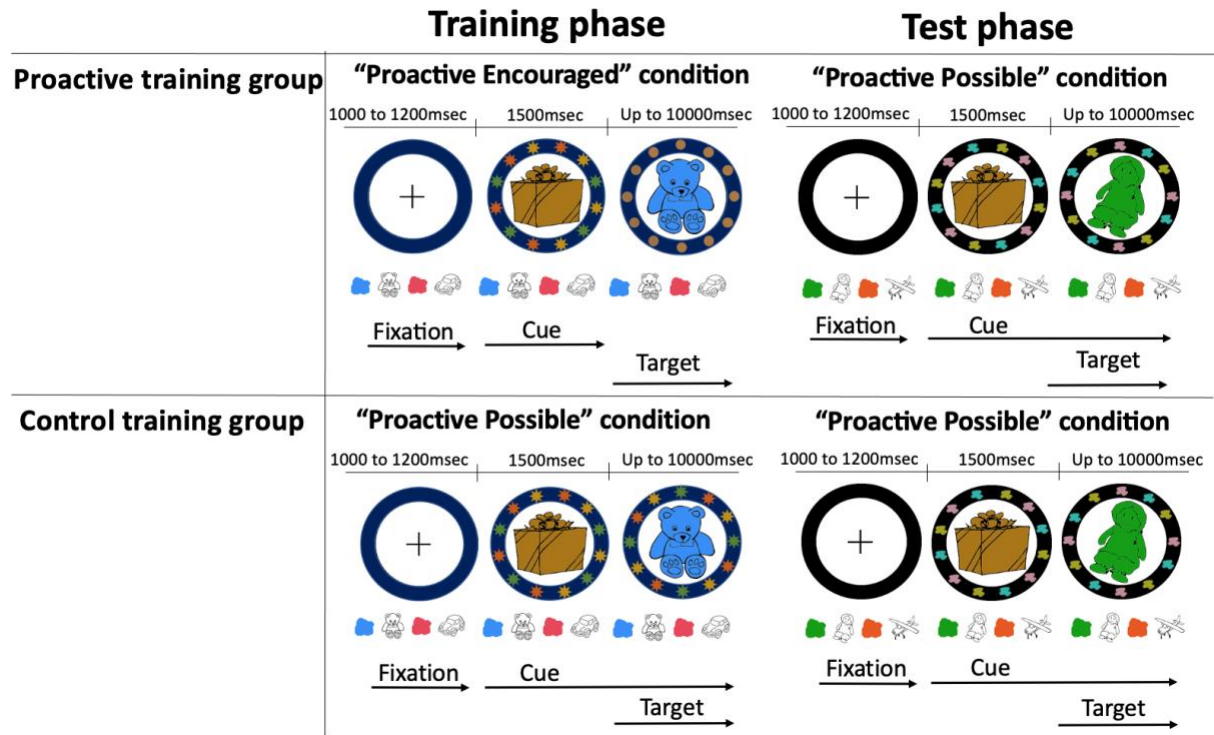 Training phase
Test phase
Proactive training group
“Proactive Encouraged” condition
“Proactive Possible” condition
1000 to 1200msec
1500msec
Up to 10000msec
1000 to 1200msec
1500msec
Up to 10000msec
Fixation
Cue
Target
Fixation
Cue
Target
Control training group
“Proactive Possible” condition
“Proactive Possible” condition
1000 to 1200msec
1500msec
Up to 10000msec
1000 to 1200msec
1500msec
Up to 10000msec
Fixation
Cue
Target
Fixation
Cue
Target